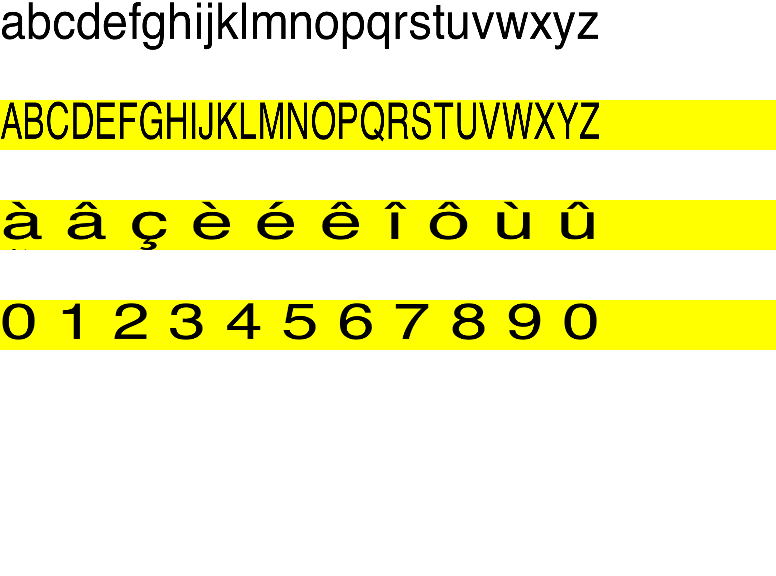 abcdefghijklmnopqrstuvwxyz
ABCDEFGHIJKLMNOPQRSTUVWXYZ
à â ç è é ê î ô ù û
0 1 2 3 4 5 6 7 8 9 0